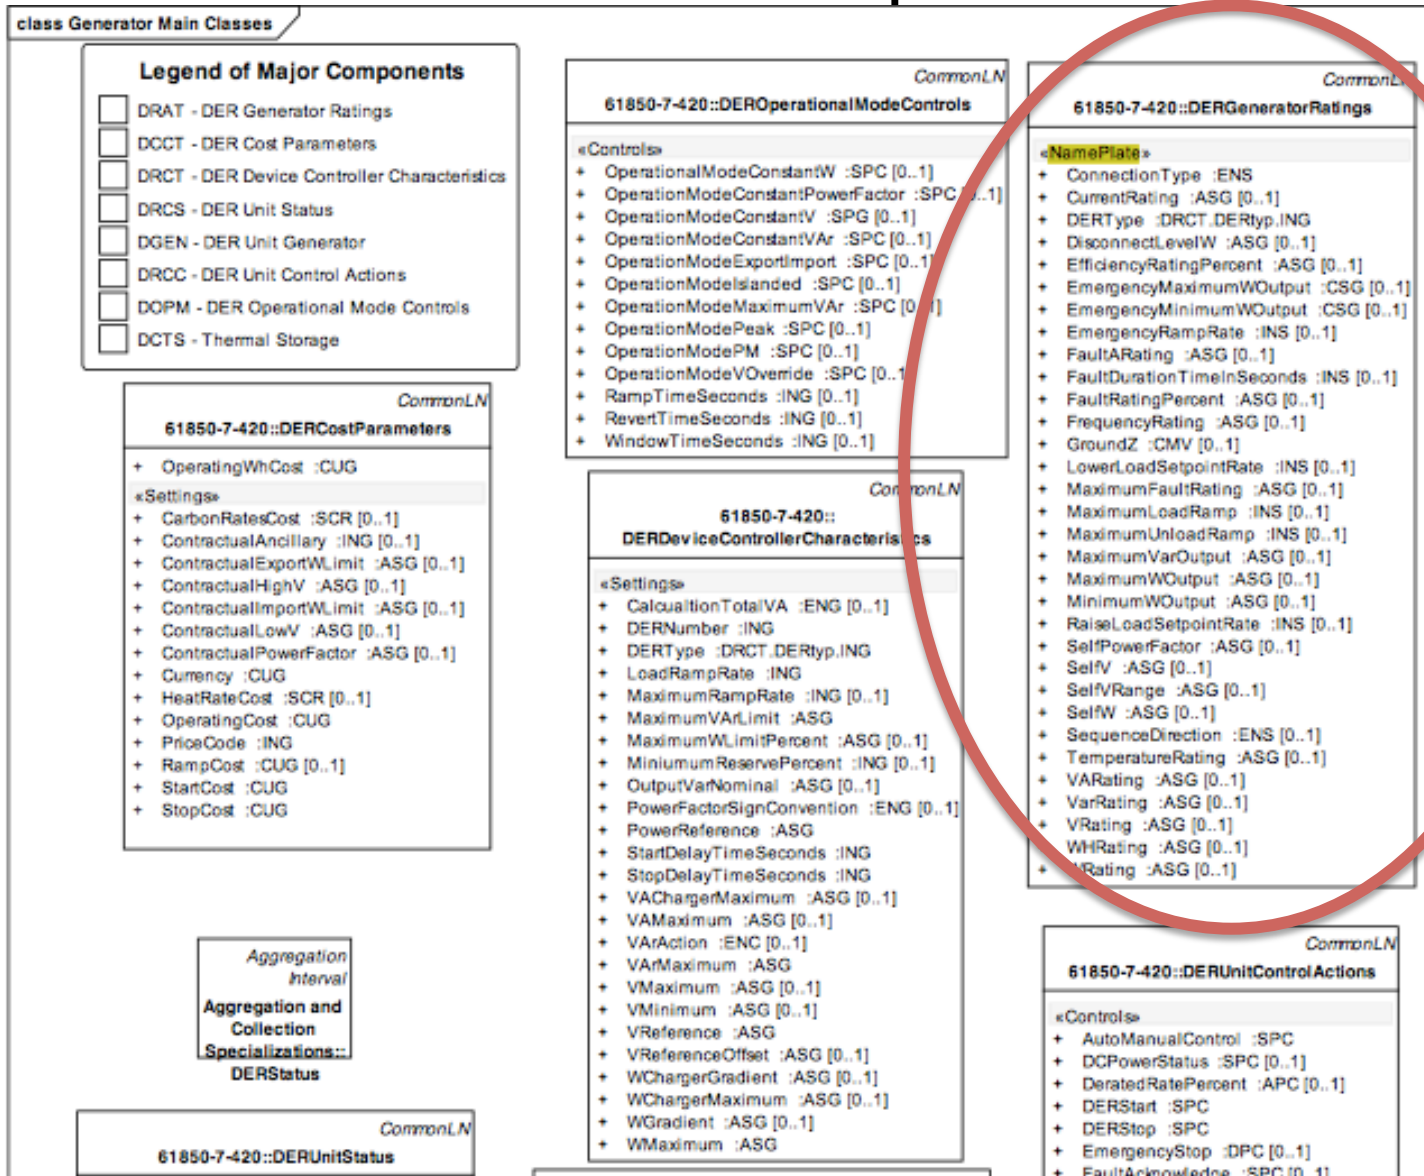 class Generator Main Classes
Legend of Major Components
DRAT - DER Generator Ratings
DCCT - DER Cost Parameters
DRCT - DER Device Controller Characteristics
DRCS - DER Unit Status
DGEN - DER Unit Generator
DRCC - DER Unit Control Actions
DOPM - DER Operational Mode Controls
DCTS - Thermal Storage
CommonLN
61850-7-420::DERCostParameters
+ OperatingWhCost :CUG
«Settings»
+ CarbonRatesCost :SCR [0..1]
+ ContractualAncillary :ING [0..1]
+ ContractualExportWLimit :ASG [0..1]
+ ContractualHighV :ASG [0..1]
+ ContractualImportWLimit :ASG [0..1]
+ ContractualLowV :ASG [0..1]
+ ContractualPowerFactor :ASG [0..1]
+ Currency :CUG
+ HeatRateCost :SCR [0..1]
+ OperatingCost :CUG
+ PriceCode :ING
+ RampCost :CUG [0..1]
+ StartCost :CUG
+ StopCost :CUG
Aggregation
Interval
Aggregation and
Collection
Specializations::
DERStatus
CommonLN
61850-7-420::DERUnitStatus
CommonLN
61850-7-420::DEROperationalModeControls
«Controls»
+ OperationalModeConstantW :SPC [0..1]
+ OperationModeConstantPowerFactor :SPC [0..1]
+ OperationModeConstantV :SPG [0..1]
+ OperationModeConstantVAr :SPC [0..1]
+ OperationModeExportImport :SPC [0..1]
+ OperationModeIslanded :SPC [0..1]
+ OperationModeMaximumVAr :SPC [0..1]
+ OperationModePeak :SPC [0..1]
+ OperationModePM :SPC [0..1]
+ OperationModeVOverride :SPC [0..1
+ RampTimeSeconds :ING [0..1]
+ RevertTimeSeconds :ING [0..1]
+ WindowTimeSeconds :ING [0..1]
CommonLN
61850-7-420::
DERDeviceControllerCharacteristics
«Settings»
+ CalcualtionTotalVA :ENG [0..1]
+ DERNumber :ING
+ DERType :DRCT.DERtyp.ING
+ LoadRampRate :ING
+ MaximumRampRate :ING [0..1]
+ MaximumVArLimit :ASG
+ MaximumWLimitPercent :ASG [0..1]
+ MiniumumReservePercent :ING [0..1]
+ OutputVarNominal :ASG [0..1]
+ PowerFactorSignConvention :ENG [0..1]
+ PowerReference :ASG
+ StartDelayTimeSeconds :ING
+ StopDelayTimeSeconds :ING
+ VAChargerMaximum :ASG [0..1]
+ VAMaximum :ASG [0..1]
+ VArAction :ENC [0..1]
+ VArMaximum :ASG
+ VMaximum :ASG [0..1]
+ VMinimum :ASG [0..1]
+ VReference :ASG
+ VReferenceOffset :ASG [0..1]
+ WChargerGradient :ASG [0..1]
+ WChargerMaximum :ASG [0..1]
+ WGradient :ASG [0..1]
+ WMaximum :ASG
CommonLN
61850-7-420::DERGeneratorRatings
«NamePlate»
+ ConnectionType :ENS
+ CurrentRating :ASG [0..1]
+ DERType :DRCT.DERtyp.ING
+ DisconnectLevelW :ASG [0..1]
+ EfficiencyRatingPercent :ASG [0..1]
+ EmergencyMaximumWOutput :CSG [0..1]
+ EmergencyMinimumWOutput :CSG [0..1]
+ EmergencyRampRate :INS [0..1]
+ FaultARating :ASG [0..1]
+ FaultDurationTimeInSeconds :INS [0..1]
+ FaultRatingPercent :ASG [0..1]
+ FrequencyRating :ASG [0..1]
+ GroundZ :CMV [0..1]
+ LowerLoadSetpointRate :INS [0..1]
+ MaximumFaultRating :ASG [0..1]
+ MaximumLoadRamp :INS [0..1]
+ MaximumUnloadRamp :INS [0..1]
+ MaximumVarOutput :ASG [0..1]
+ MaximumWOutput :ASG [0..1]
+ MinimumWOutput :ASG [0..1]
+ RaiseLoadSetpointRate :INS [0..1]
+ SelfPowerFactor :ASG [0..1]
+ SelfV :ASG [0..1]
+ SelfVRange :ASG [0..1]
+ SelfW :ASG [0..1]
+ SequenceDirection :ENS [0..1]
+ TemperatureRating :ASG [0..1]
+ VARating :ASG [0..1]
+ VarRating :ASG [0..1]
+ VRating :ASG [0..1]
WHRating :ASG [0..1]
+ WRating :ASG [0..1]
CommonLN
61850-7-420::DERUnitControlActions
«Controls»
+ AutoManualControl :SPC
+ DCPowerStatus :SPC [0..1]
+ DeratedRatePercent :APC [0..1]
+ DERStart :SPC
+ DERStop :SPC
+ EmergencyStop :DPC [0..1]
+ FaultAcknowledge :SPC [0..1]